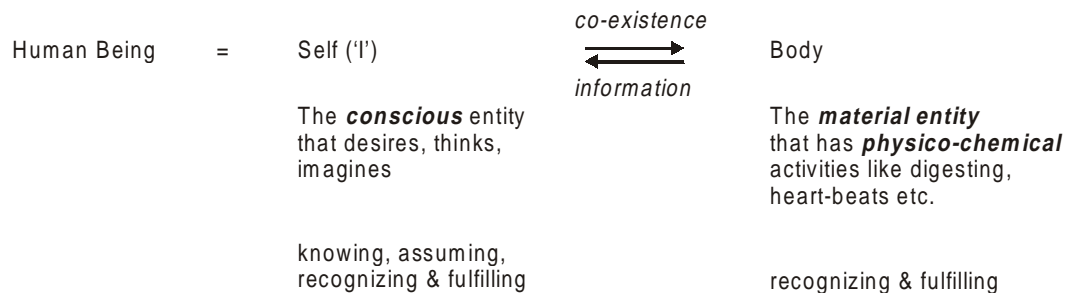 co-existence
Human Being = Self (‘I’) Body
information
The conscious entity
that desires, thinks,
imagines
The material entity
that has physico-chemical
activities like digesting,
heart-beats etc.
knowing, assuming,
recognizing & fulfilling
recognizing & fulfilling